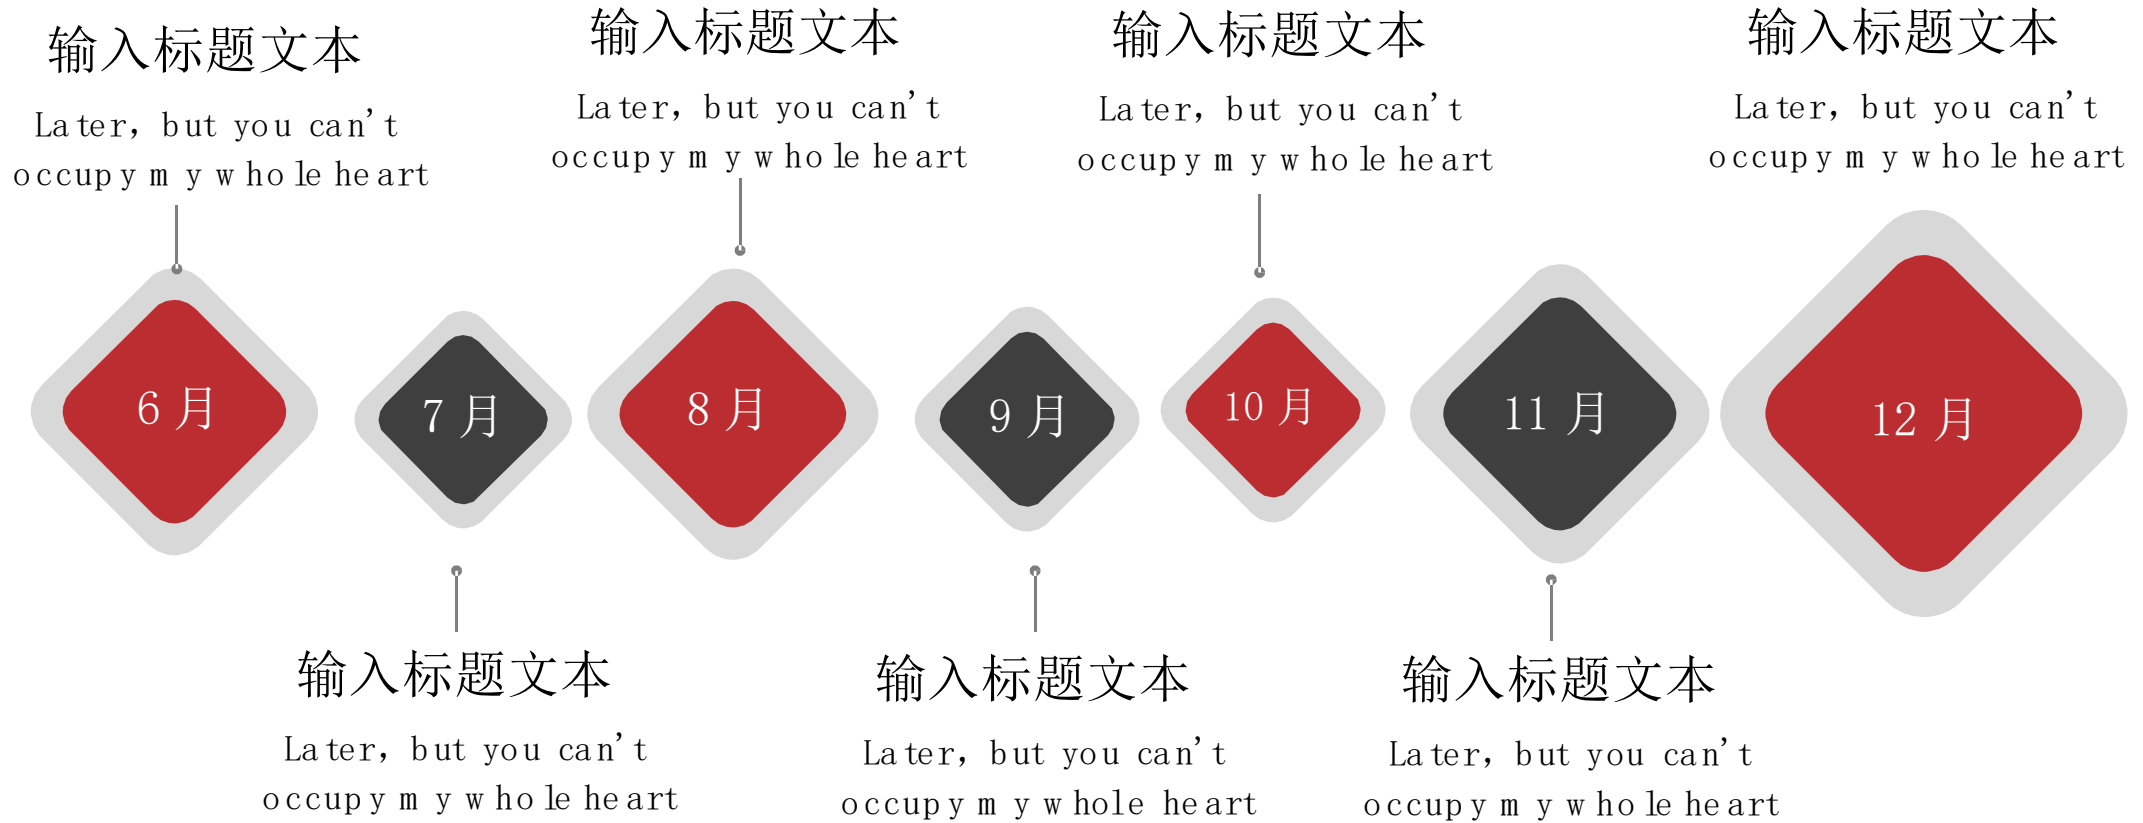 输入标题文本
Later, but you can't
occupy my whole heart
输入标题文本
Later, but you can't
occupy my whole heart
输入标题文本
Later, but you can't
occupy my whole heart
输入标题文本
Later, but you can't
occupy my whole heart
6月
7月
8月
9月
10月
11月
12月
输入标题文本
Later, but you can't
occupy my whole heart
输入标题文本
Later, but you can't
occupy my whole heart
输入标题文本
Later, but you can't
occupy my whole heart